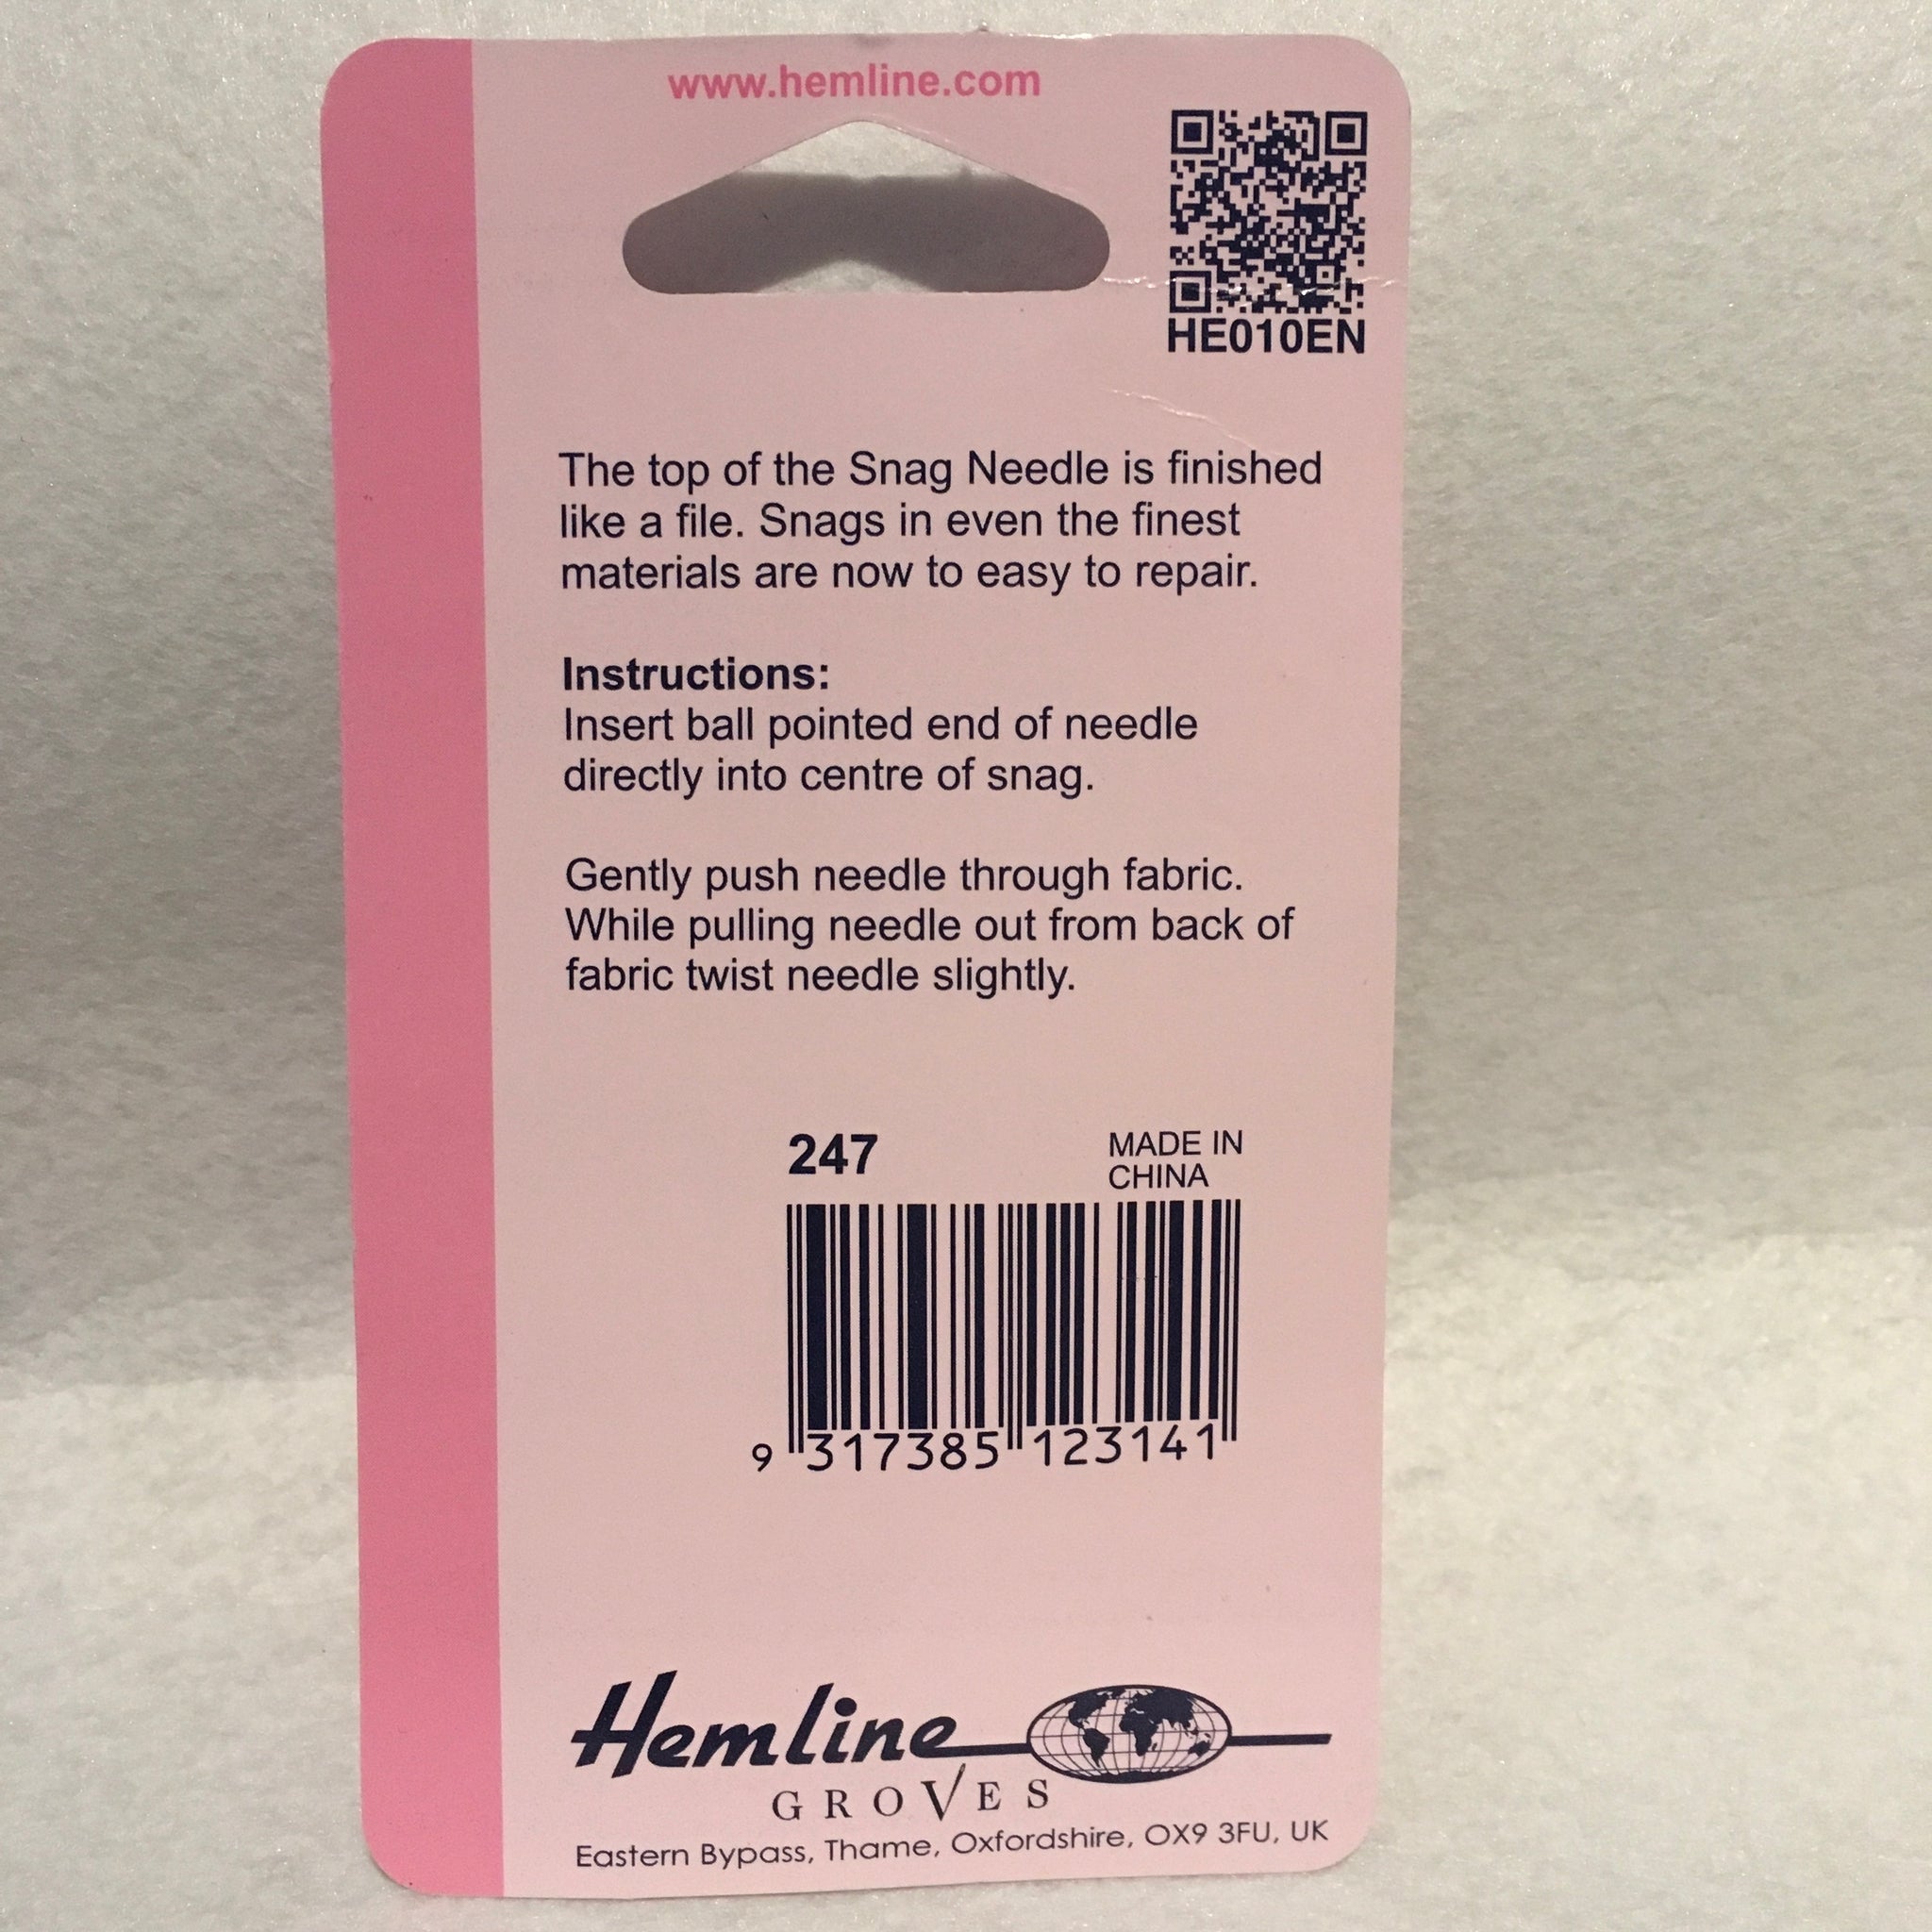 www.hemline.com
HE010EN
The top of the Snag Needle is finished
like a file. Snags in even the finest
materials are now to easy to repair.
Instructions:
Insert ball pointed end of needle
directly into centre of snag.
Gently push needle through fabric.
While pulling needle out from back of
fabric twist needle slightly.
247
MADE IN
CHINA
9 317385 123141
Hemline
GROVES
Eastern Bypass, Thame, Oxfordshire, OX9 3FU, UK